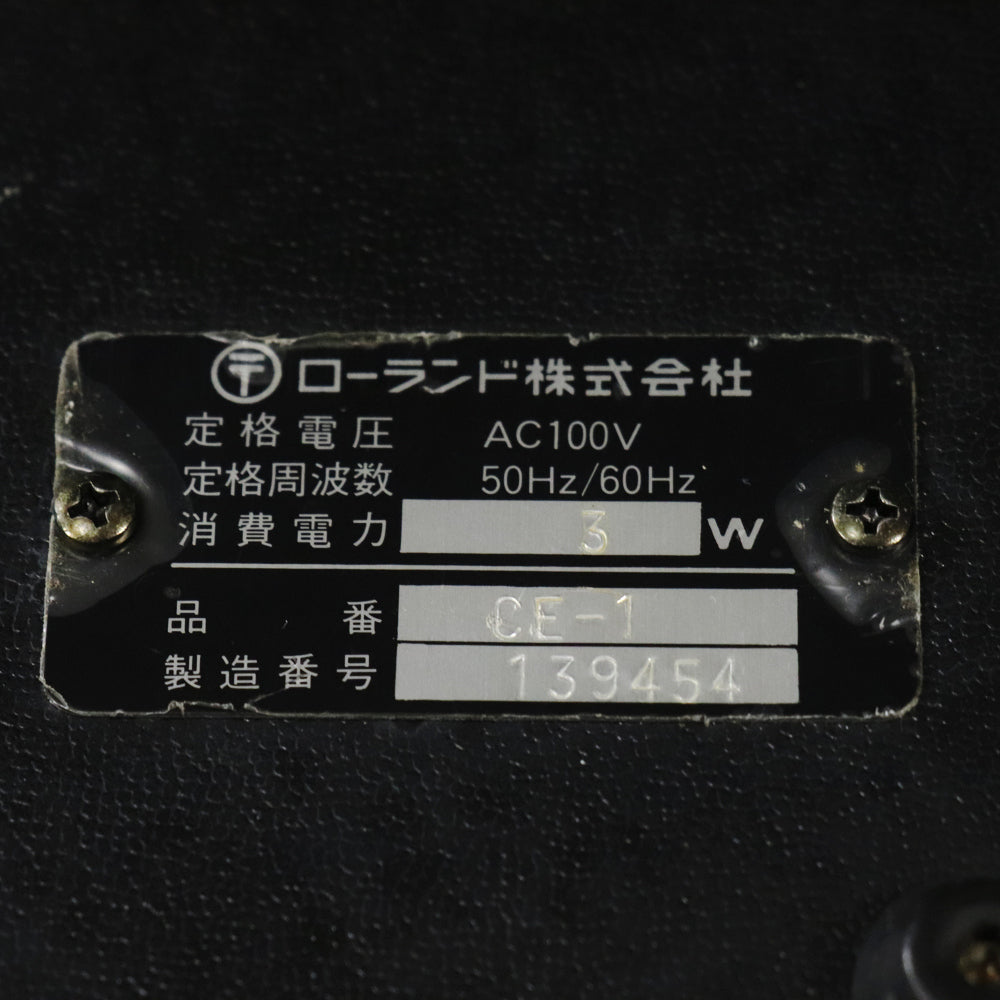 〒 ローランド株式会社
定格電圧 AC100V
定格周波数 50Hz/60Hz
消費電力 3 W
品番 CE-1
製造番号 139454